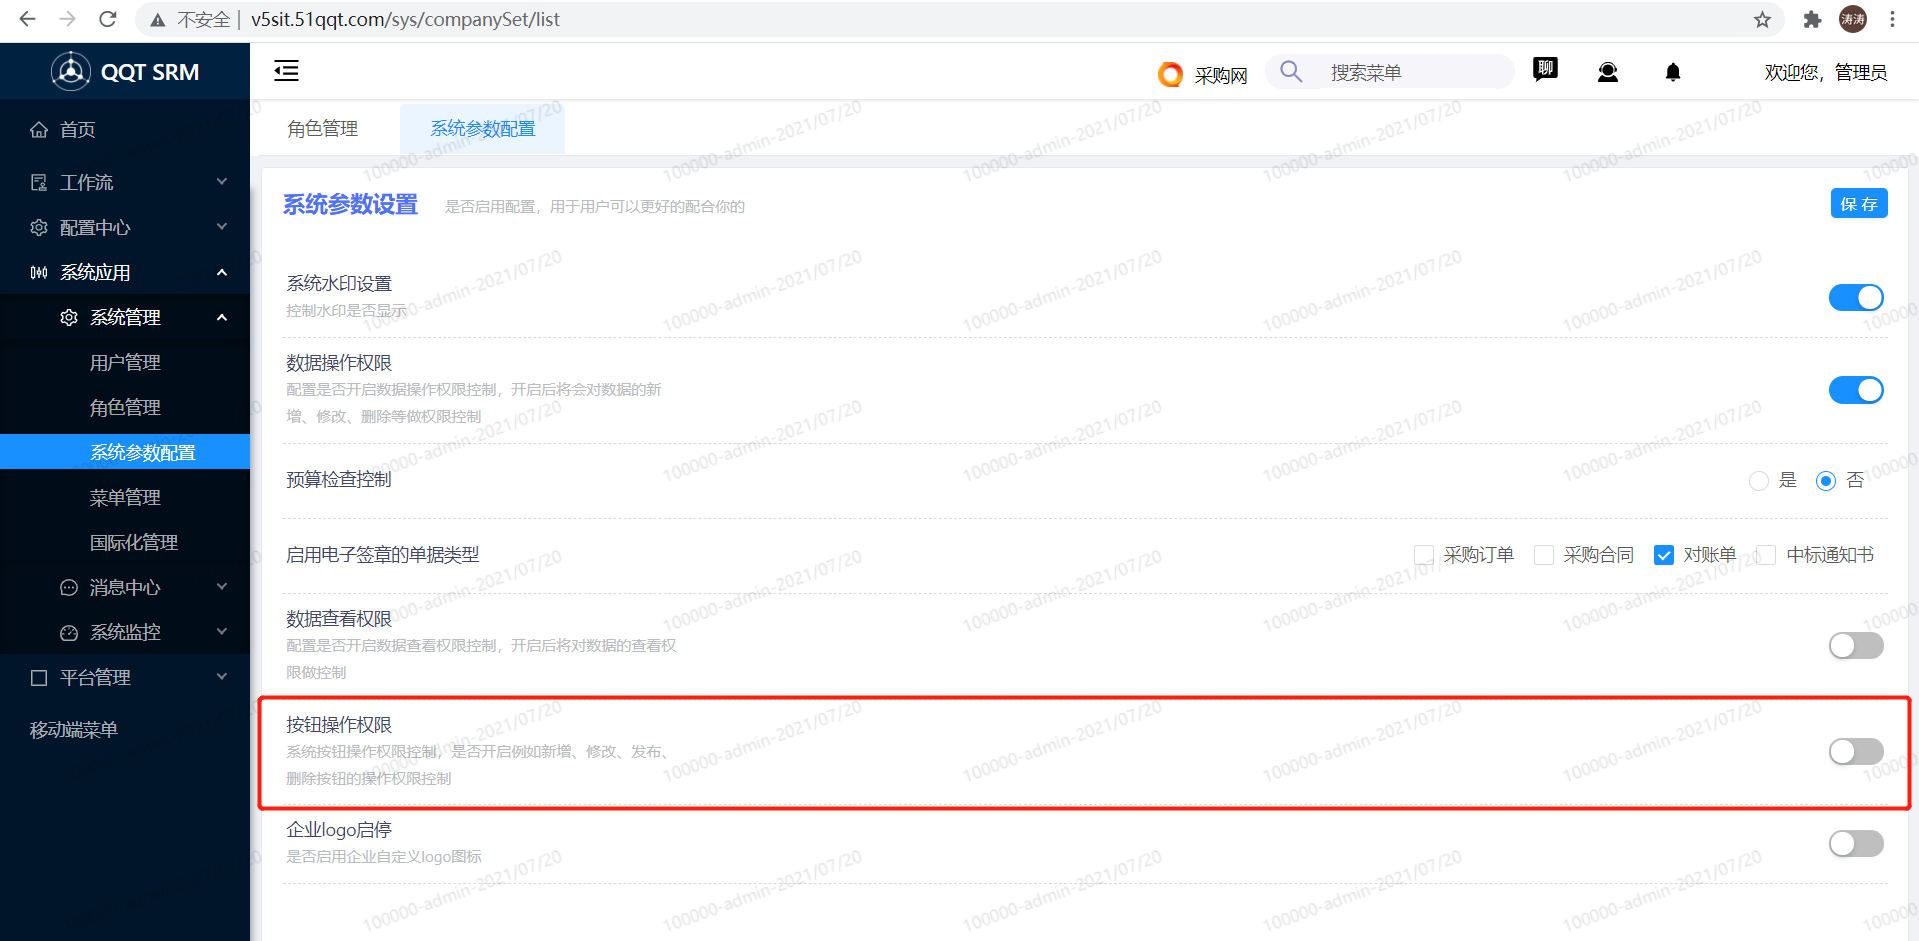 不安全 | v5sit.51qqt.com/sys/companySet/list
涛涛
QQT SRM
采购网
搜索菜单
聊
欢迎您，管理员
首页
工作流
配置中心
系统应用
系统管理
用户管理
角色管理
系统参数配置
菜单管理
国际化管理
消息中心
系统监控
平台管理
移动端菜单
角色管理
系统参数配置
系统参数设置
是否启用配置，用于用户可以更好的配合你的
保 存
系统水印设置
控制水印是否显示
数据操作权限
配置是否开启数据操作权限控制，开启后将会对数据的新
增、修改、删除等做权限控制
预算检查控制
是
否
启用电子签章的单据类型
采购订单
采购合同
对账单
中标通知书
数据查看权限
配置是否开启数据查看权限控制，开启后将对数据的查看权
限做控制
按钮操作权限
系统按钮操作权限控制，是否开启例如新增、修改、发布、
删除按钮的操作权限控制
企业logo启停
是否启用企业自定义logo图标
100000-admin-2021/07/20